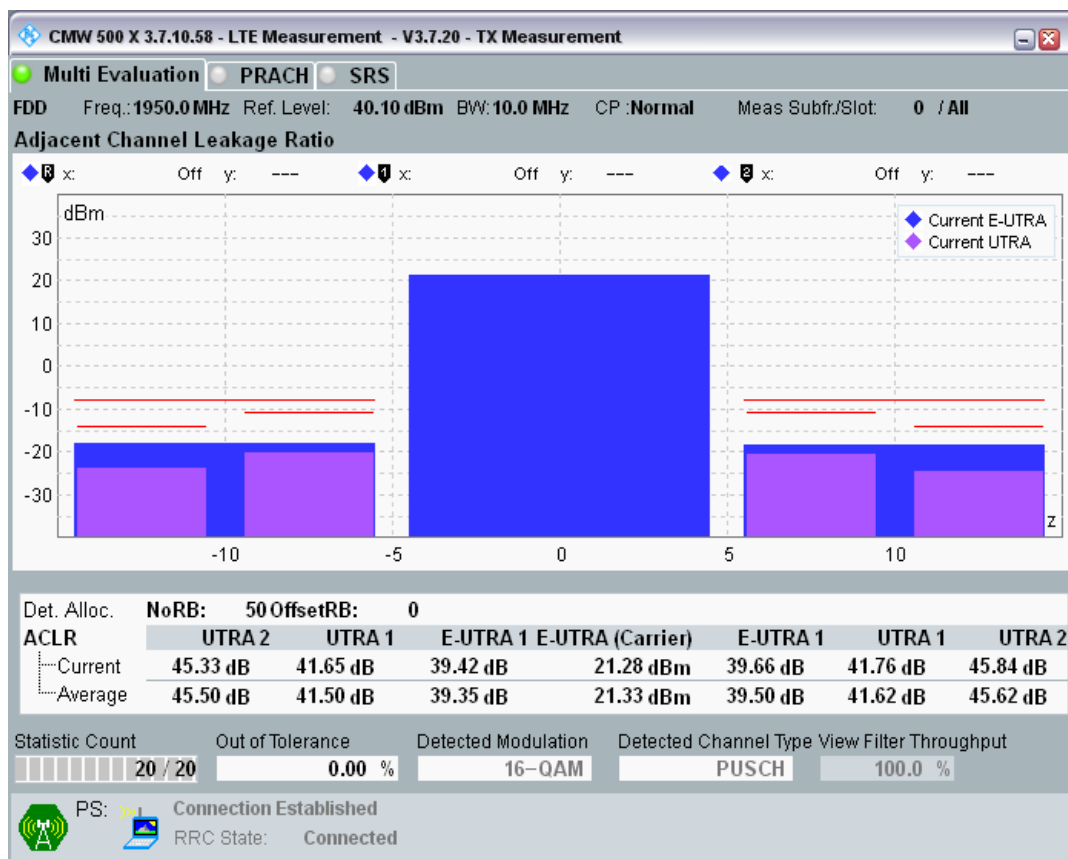 CMW 500 X 3.7.10.58 - LTE Measurement - V3.7.20 - TX Measurement
Multi Evaluation PRACH SRS
FDD Freq.:1950.0 MHz Ref. Level: 40.10 dBm BW:10.0 MHz CP :Normal Meas Subfr./Slot: 0 / All
Adjacent Channel Leakage Ratio
R x: Off y: --- 1 x: Off y: --- 2 x: Off y: ---
dBm
Current E-UTRA
Current UTRA
30
20
10
0
-10
-20
-30
z
-10 -5 0 5 10
Det. Alloc. NoRB: 50 OffsetRB: 0
ACLR UTRA 2 UTRA 1 E-UTRA 1 E-UTRA (Carrier) E-UTRA 1 UTRA 1 UTRA 2
Current 45.33 dB 41.65 dB 39.42 dB 21.28 dBm 39.66 dB 41.76 dB 45.84 dB
Average 45.50 dB 41.50 dB 39.35 dB 21.33 dBm 39.50 dB 41.62 dB 45.62 dB
Statistic Count Out of Tolerance Detected Modulation Detected Channel Type View Filter Throughput
20 / 20 0.00 % 16-QAM PUSCH 100.0 %
PS: Connection Established
RRC State: Connected